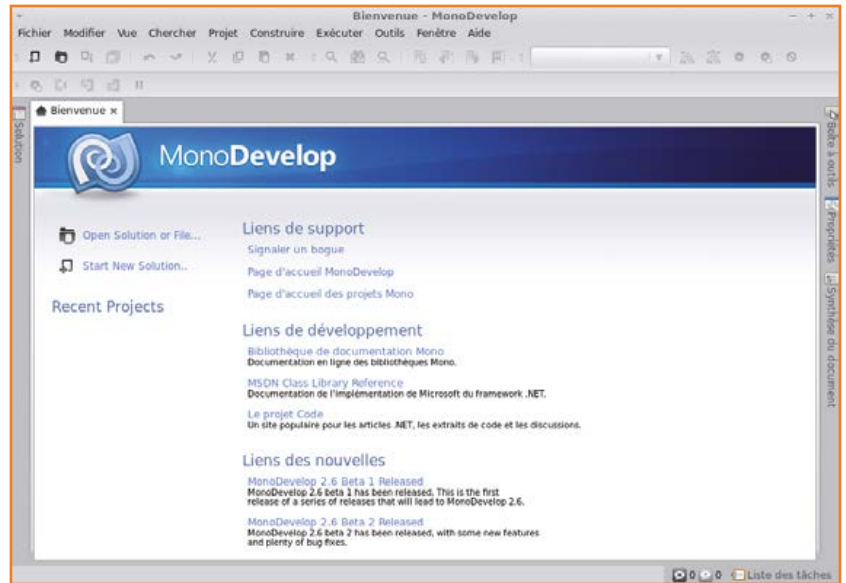 Bienvenue - MonoDevelop
Fichier Modifier Vue Chercher Projet Construire Exécuter Outils Fenêtre Aide
Bienvenue
Solution
MonoDevelop
Open Solution or File...
Start New Solution..
Recent Projects
Liens de support
Signaler un bogue
Page d'accueil MonoDevelop
Page d'accueil des projets Mono
Liens de développement
Bibliothèque de documentation Mono
Documentation en ligne des bibliothèques Mono.
MSDN Class Library Reference
Documentation de l'implémentation de Microsoft du framework .NET.
Le projet Code
Un site populaire pour les articles .NET, les extraits de code et les discussions.
Liens des nouvelles
MonoDevelop 2.6 Beta 1 Released
MonoDevelop 2.6 beta 1 has been released. This is the first
release of a series of releases that will lead to MonoDevelop 2.6.
MonoDevelop 2.6 Beta 2 Released
MonoDevelop 2.6 beta 2 has been released, with some new features
and plenty of bug fixes.
Boîte à outils
Propriétés
Synthèse du document
0 0 Liste des tâches